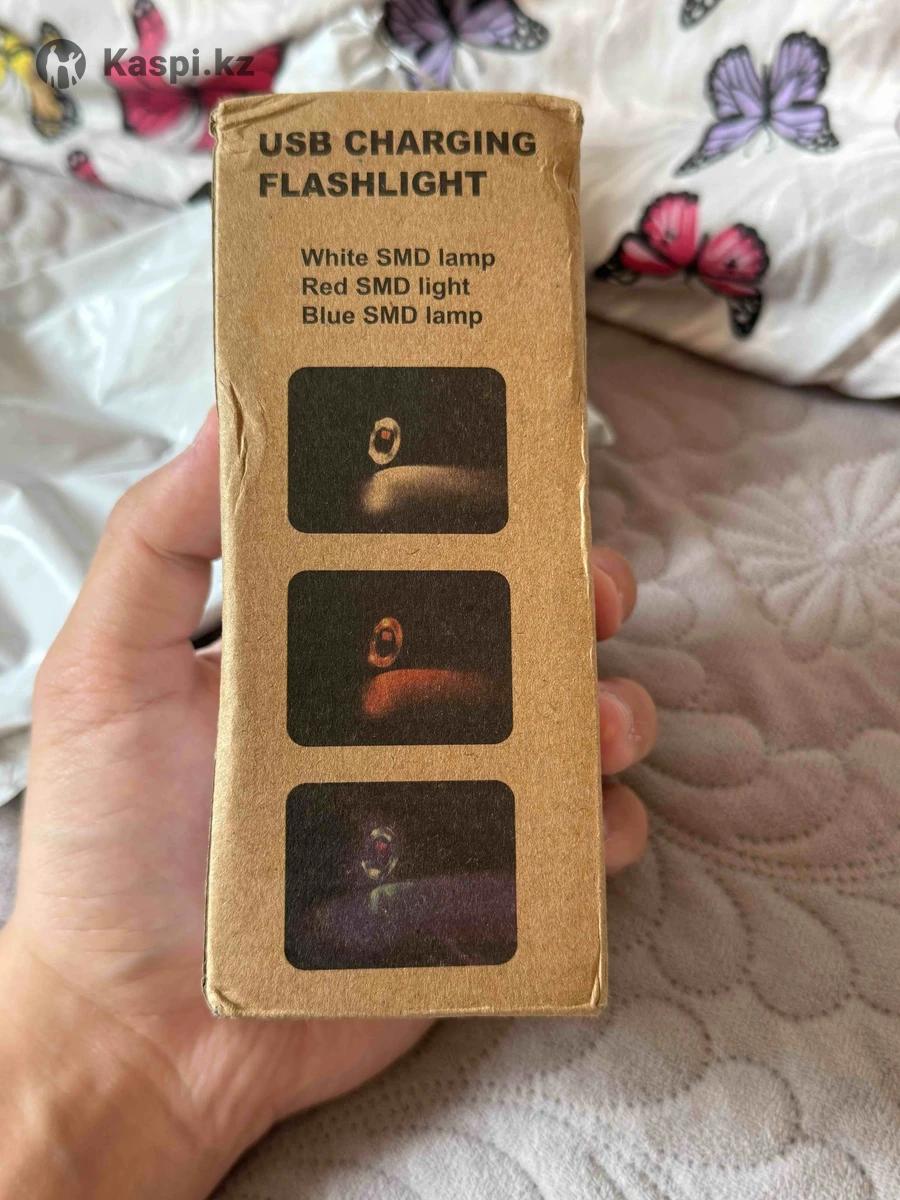 Kaspi.kz
USB CHARGING
FLASHLIGHT
White SMD lamp
Red SMD light
Blue SMD lamp